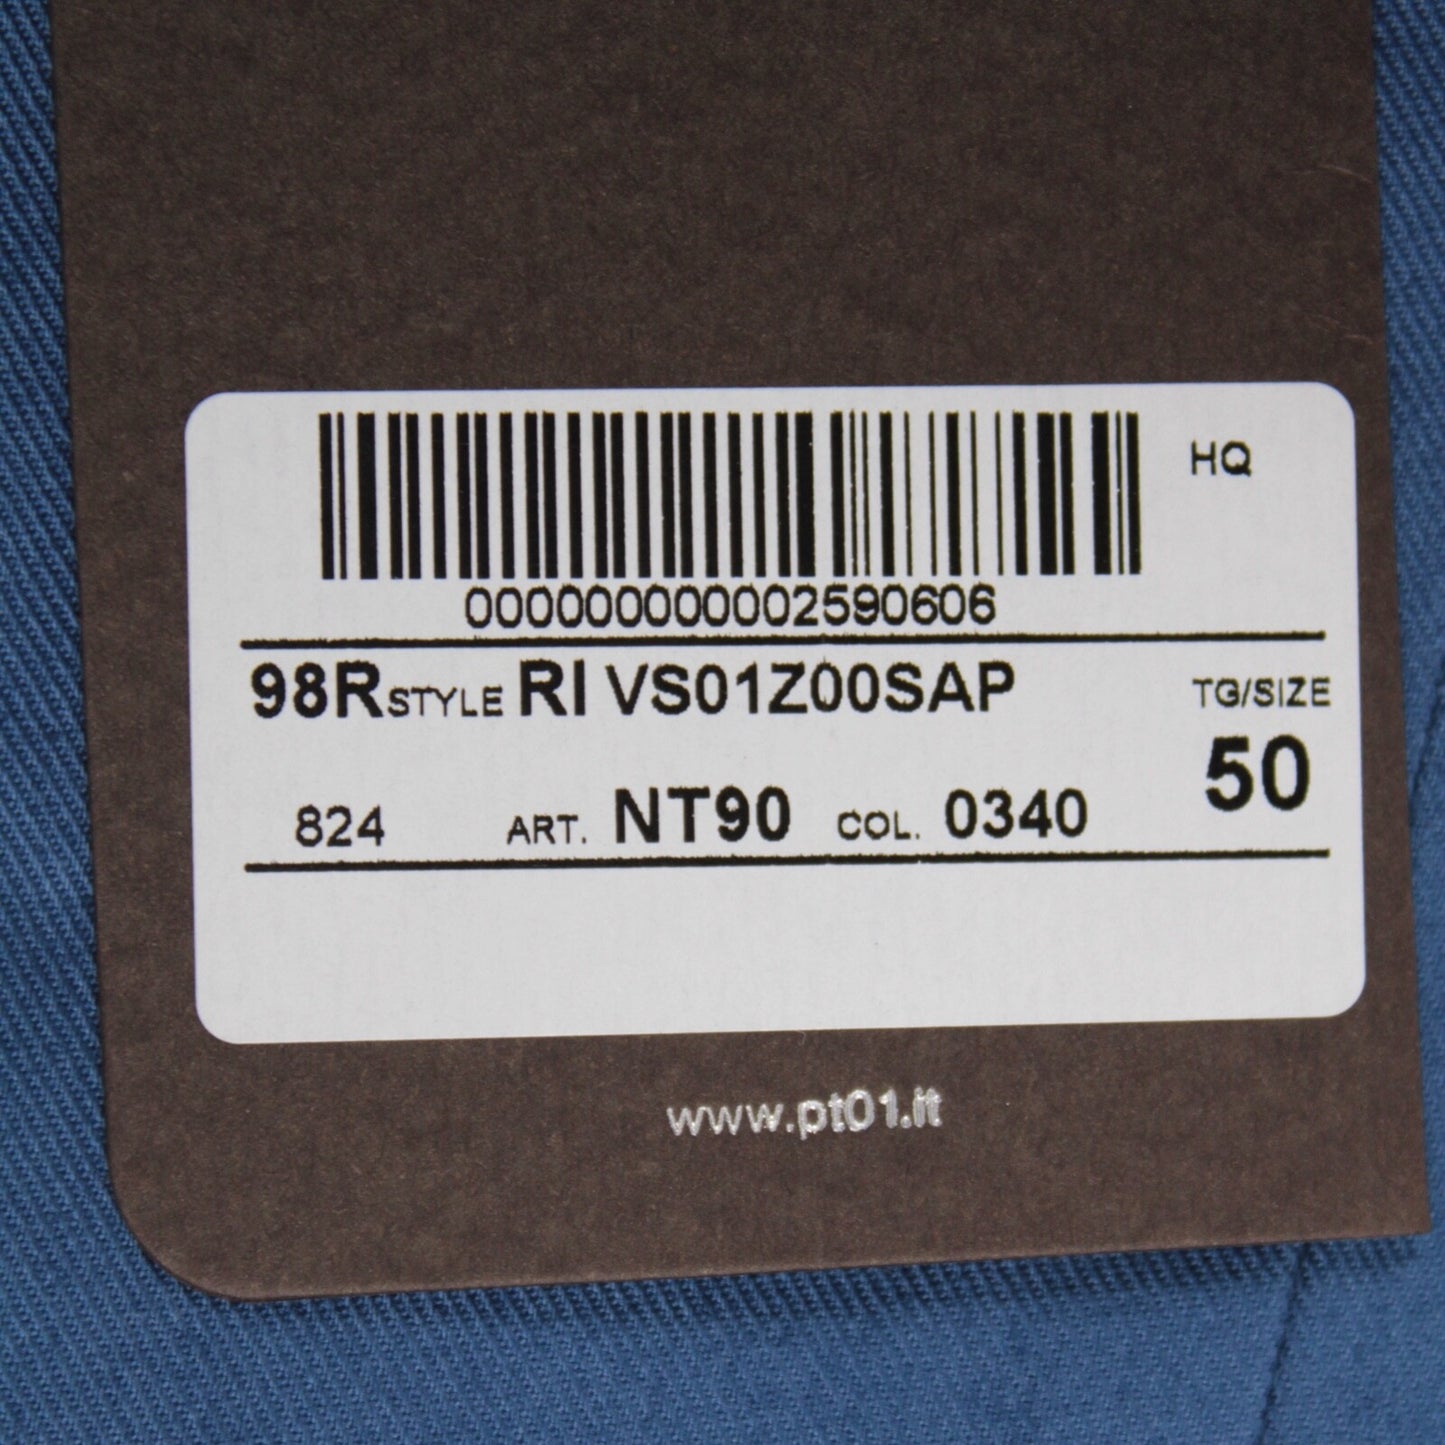 HQ
000000000002590606
98R STYLE RI VS01Z00SAP
TG/SIZE
50
824 ART. NT90 COL. 0340
www.pt01.it